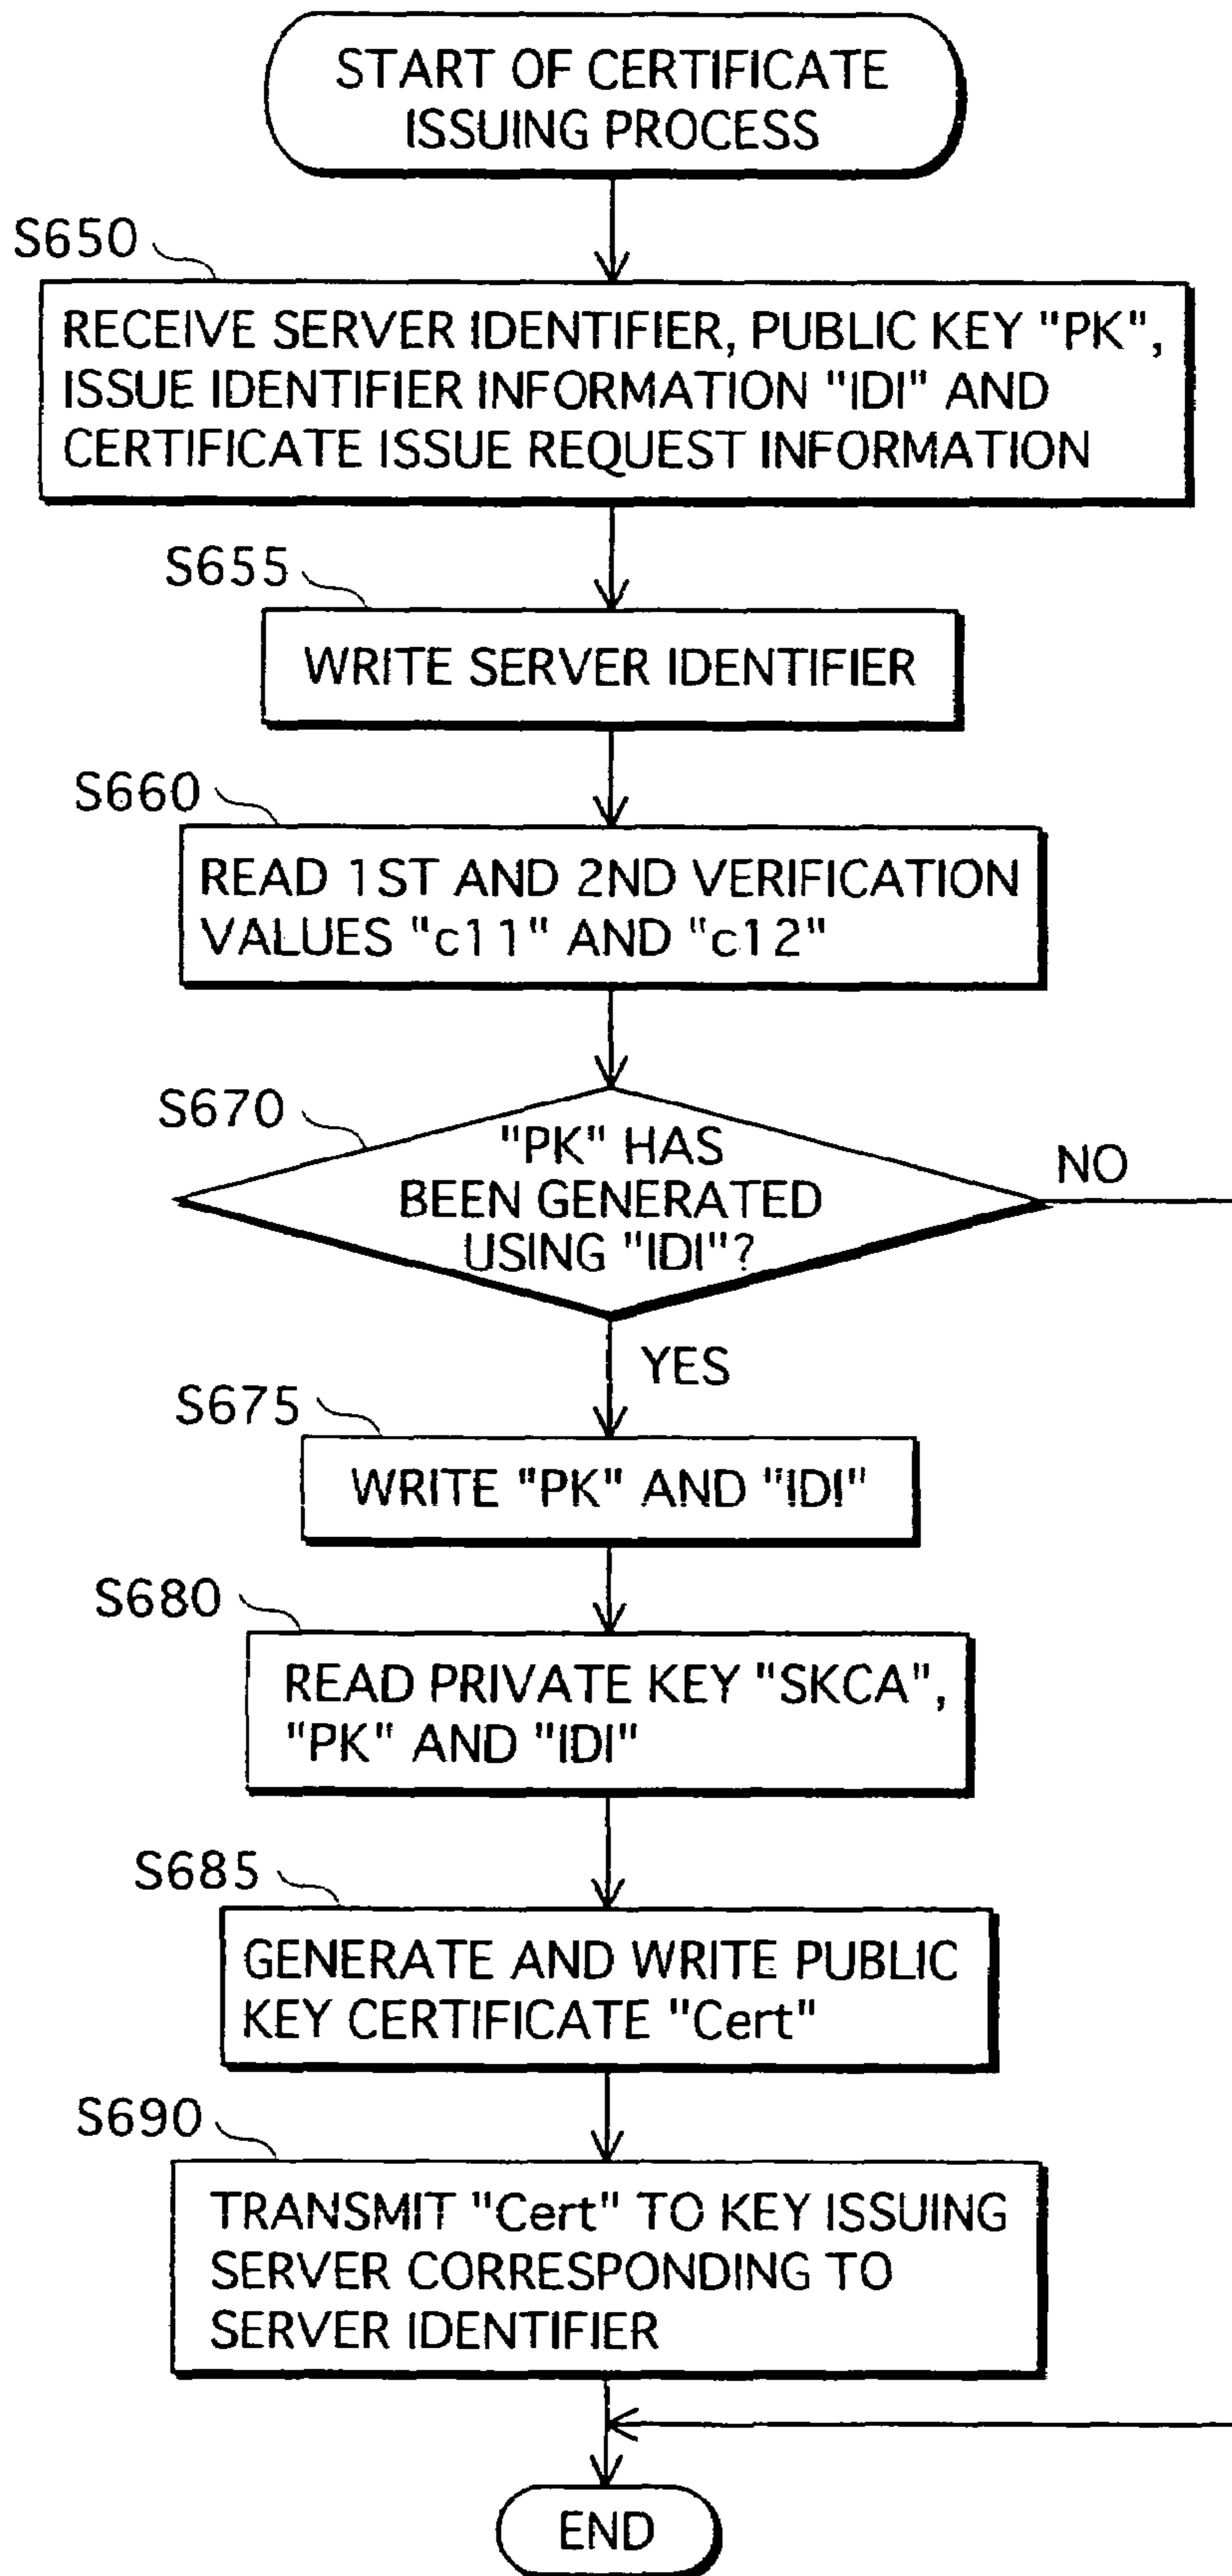 START OF CERTIFICATE
ISSUING PROCESS
S650
RECEIVE SERVER IDENTIFIER, PUBLIC KEY "PK",
ISSUE IDENTIFIER INFORMATION "IDI" AND
CERTIFICATE ISSUE REQUEST INFORMATION
S655
WRITE SERVER IDENTIFIER
S660
READ 1ST AND 2ND VERIFICATION
VALUES "c11" AND "c12"
S670
"PK" HAS
BEEN GENERATED
USING "IDI"?
NO
YES
S675
WRITE "PK" AND "IDI"
S680
READ PRIVATE KEY "SKCA",
"PK" AND "IDI"
S685
GENERATE AND WRITE PUBLIC
KEY CERTIFICATE "Cert"
S690
TRANSMIT "Cert" TO KEY ISSUING
SERVER CORRESPONDING TO
SERVER IDENTIFIER
END